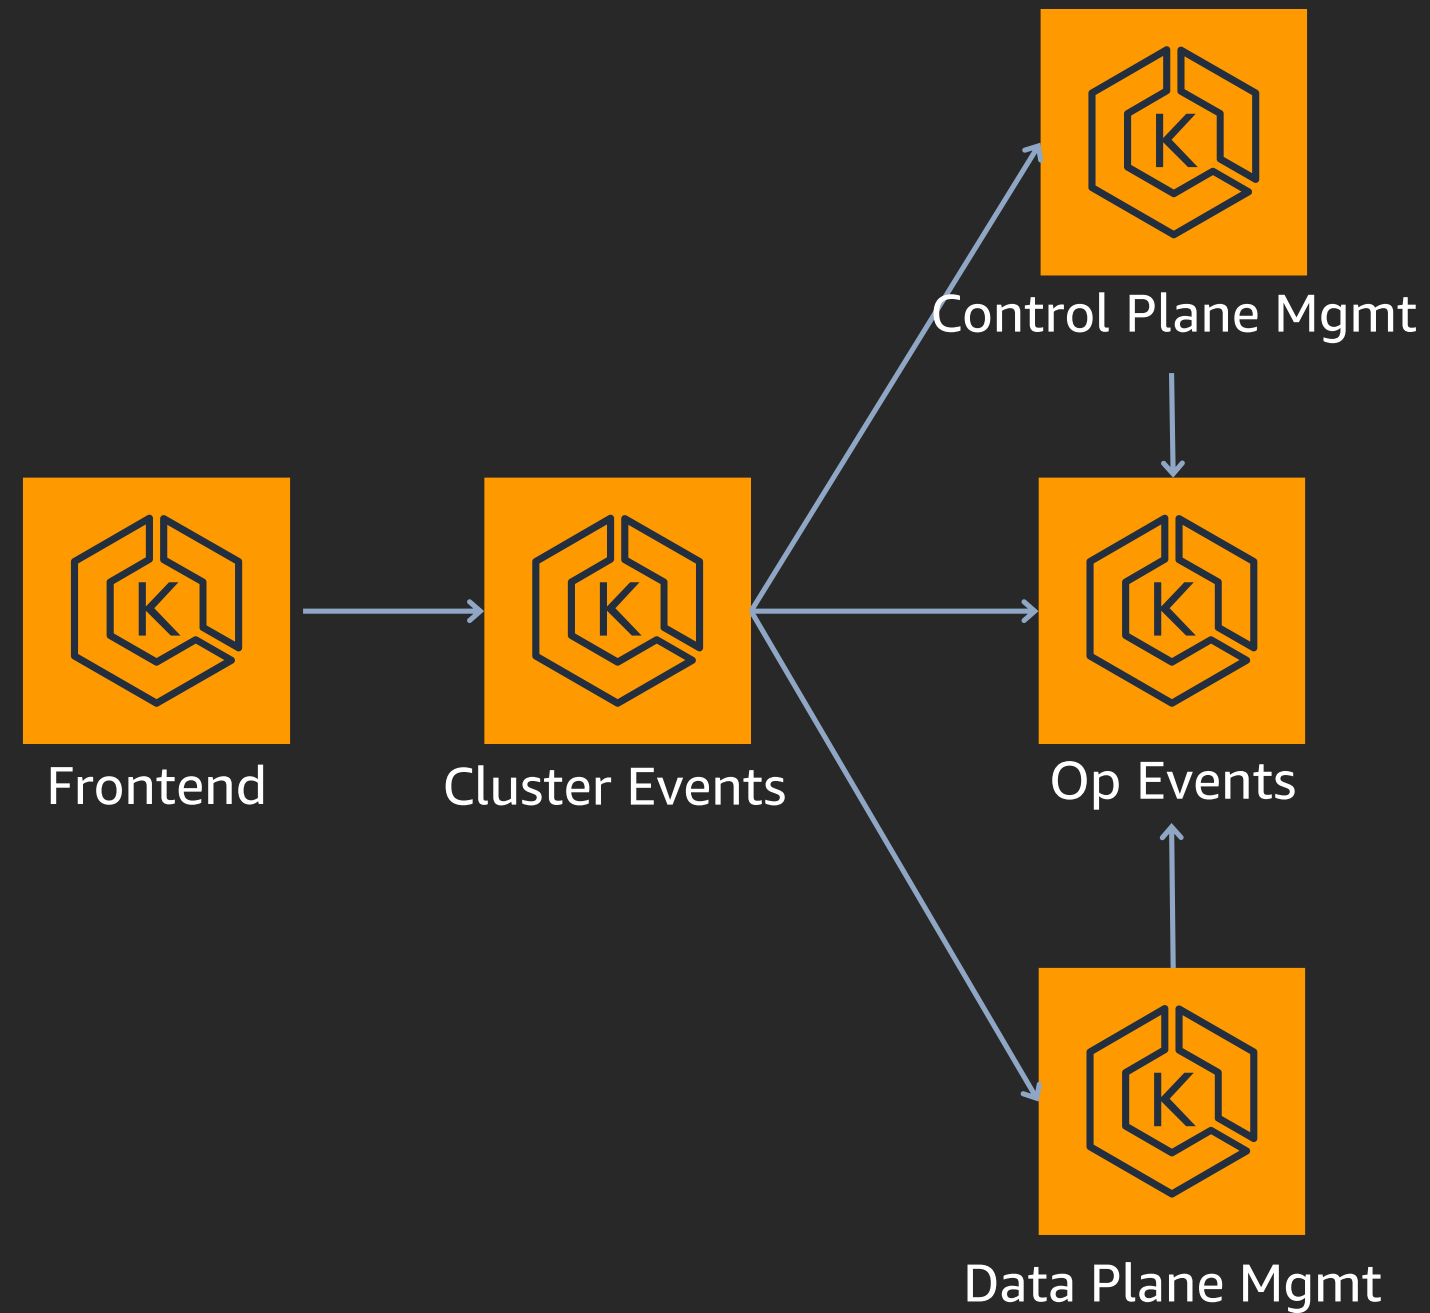 K
Control Plane Mgmt
K
Frontend
K
Cluster Events
K
Op Events
K
Data Plane Mgmt